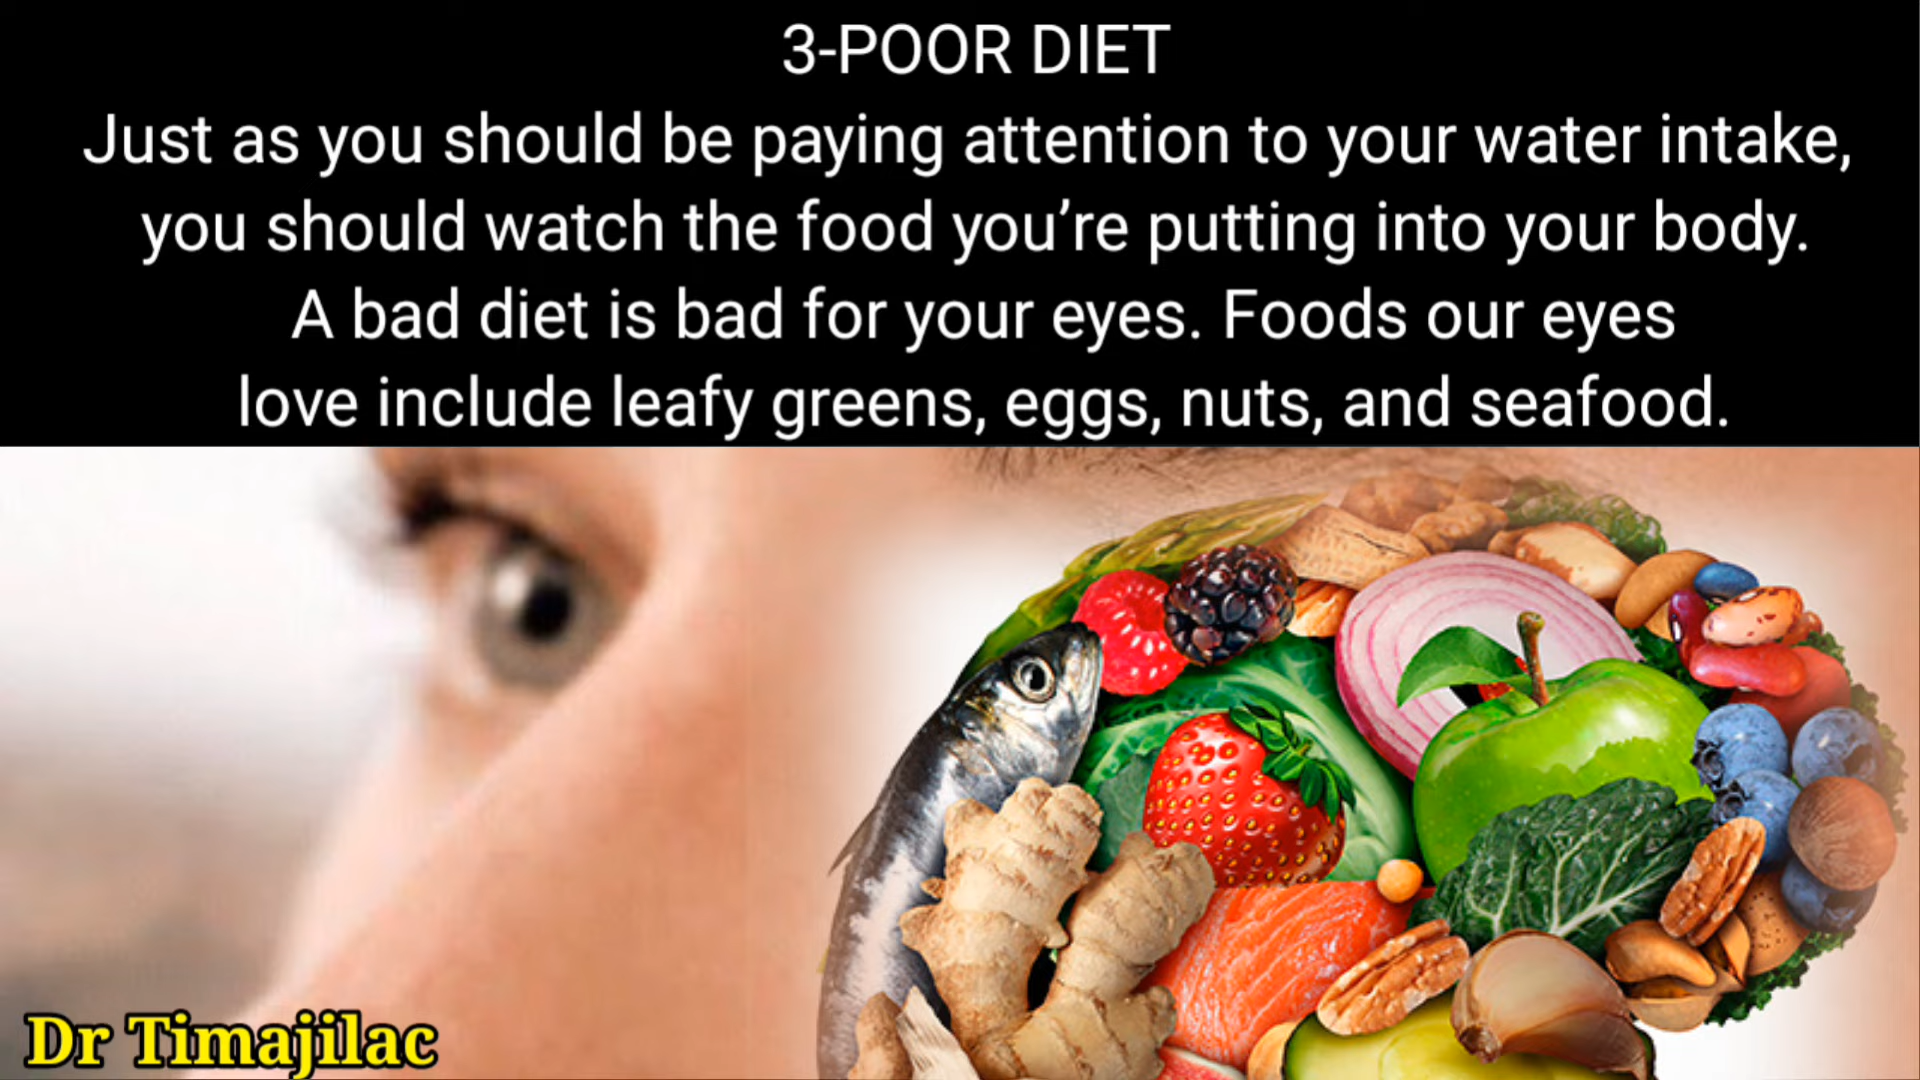 3-POOR DIET
Just as you should be paying attention to your water intake,
you should watch the food you’re putting into your body.
A bad diet is bad for your eyes. Foods our eyes
love include leafy greens, eggs, nuts, and seafood.
Dr Timajilac